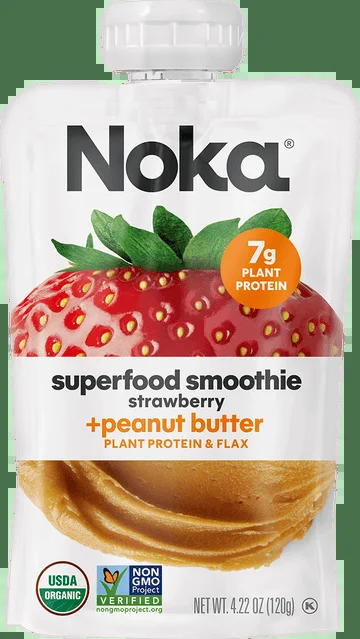 Noka®
7g
PLANT
PROTEIN
superfood smoothie
strawberry
+peanut butter
PLANT PROTEIN & FLAX
USDA
ORGANIC
NON
GMO
Project
VERIFIED
nongmoproject.org
NET WT. 4.22 OZ (120g)
K